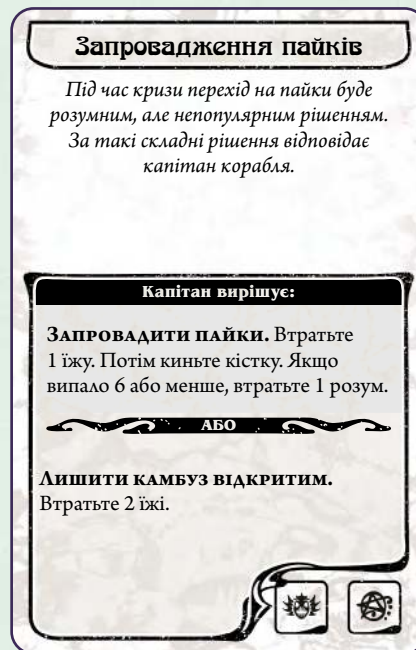 Запровадження пайків
Під час кризи перехід на пайки буде
розумним, але непопулярним рішенням.
За такі складні рішення відповідає
капітан корабля.
Капітан вирішує:
ЗАПРОВАДИТИ ПАЙКИ. Втратьте
1 їжу. Потім киньте кістку. Якщо
випало 6 або менше, втратьте 1 розум.
АБО
ЛИШИТИ КАМБУЗ ВІДКРИТИМ.
Втратьте 2 їжі.